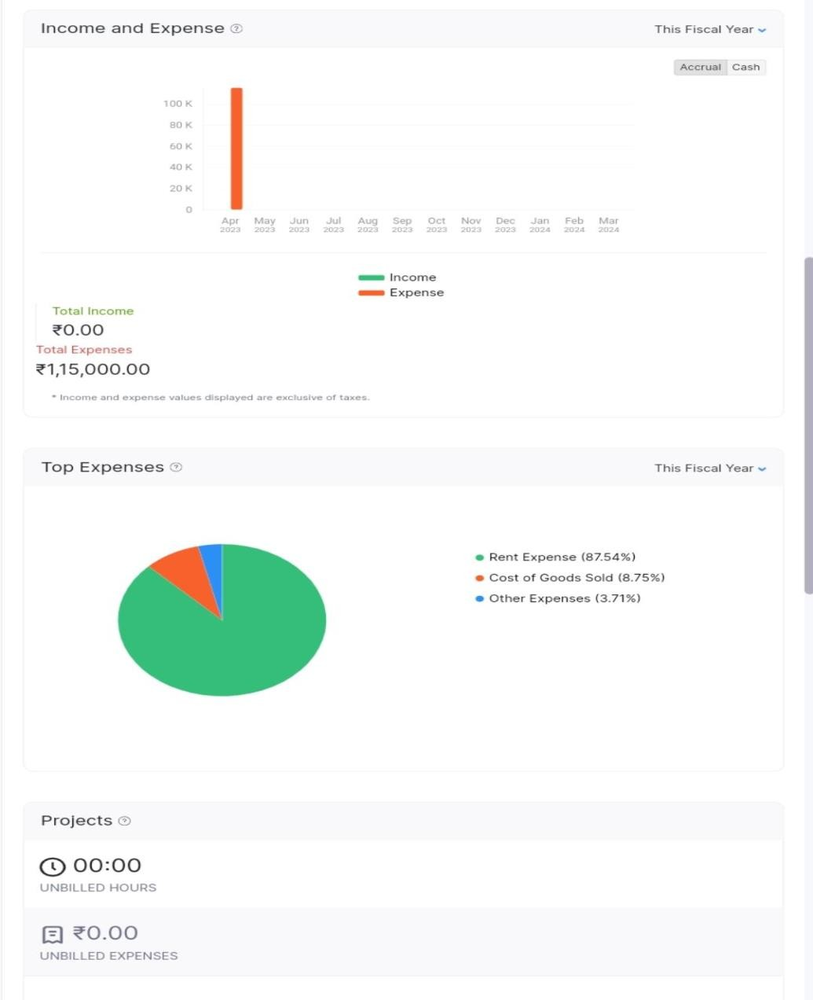 Income and Expense
This Fiscal Year
Accrual Cash
100 K
80 K
60 K
40 K
20 K
0
Apr May Jun Jul Aug Sep Oct Nov Dec Jan Feb Mar
2023 2023 2023 2023 2023 2023 2023 2023 2023 2024 2024 2024
Income
Expense
Total Income
₹0.00
Total Expenses
₹1,15,000.00
* Income and expense values displayed are exclusive of taxes.
Top Expenses
This Fiscal Year
Rent Expense (87.54%)
Cost of Goods Sold (8.75%)
Other Expenses (3.71%)
Projects
00:00
UNBILLED HOURS
₹0.00
UNBILLED EXPENSES